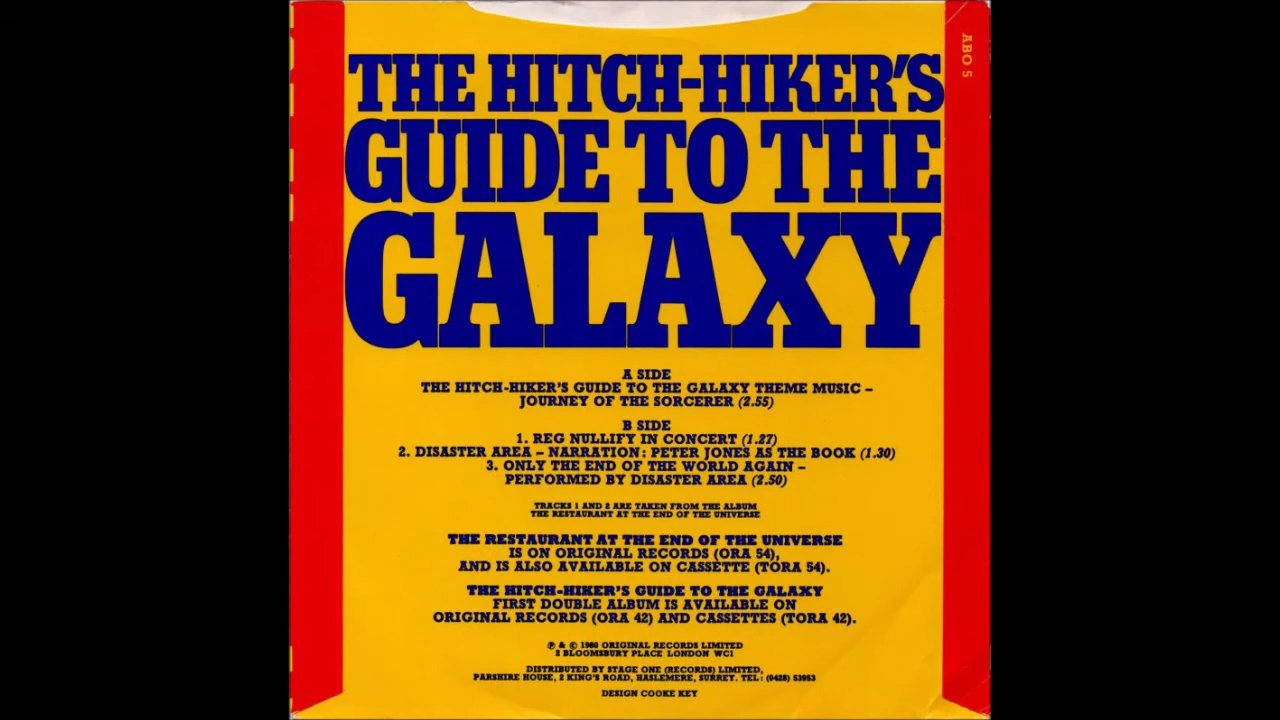 THE HITCH-HIKER'S
GUIDE TO THE
GALAXY
ABO 5
A SIDE
THE HITCH-HIKER'S GUIDE TO THE GALAXY THEME MUSIC –
JOURNEY OF THE SORCERER (2.55)
B SIDE
1. REG NULLIFY IN CONCERT (1.27)
2. DISASTER AREA – NARRATION: PETER JONES AS THE BOOK (1.30)
3. ONLY THE END OF THE WORLD AGAIN –
PERFORMED BY DISASTER AREA (2.50)
TRACKS 1 AND 2 ARE TAKEN FROM THE ALBUM
THE RESTAURANT AT THE END OF THE UNIVERSE
THE RESTAURANT AT THE END OF THE UNIVERSE
IS ON ORIGINAL RECORDS (ORA 54),
AND IS ALSO AVAILABLE ON CASSETTE (TORA 54).
THE HITCH-HIKER'S GUIDE TO THE GALAXY
FIRST DOUBLE ALBUM IS AVAILABLE ON
ORIGINAL RECORDS (ORA 42) AND CASSETTES (TORA 42).
℗ & © 1980 ORIGINAL RECORDS LIMITED
2 BLOOMSBURY PLACE LONDON WC1
DISTRIBUTED BY STAGE ONE (RECORDS) LIMITED,
PARSHIRE HOUSE, 2 KING'S ROAD, HASLEMERE, SURREY. TEL: (0428) 53953
DESIGN COOKE KEY